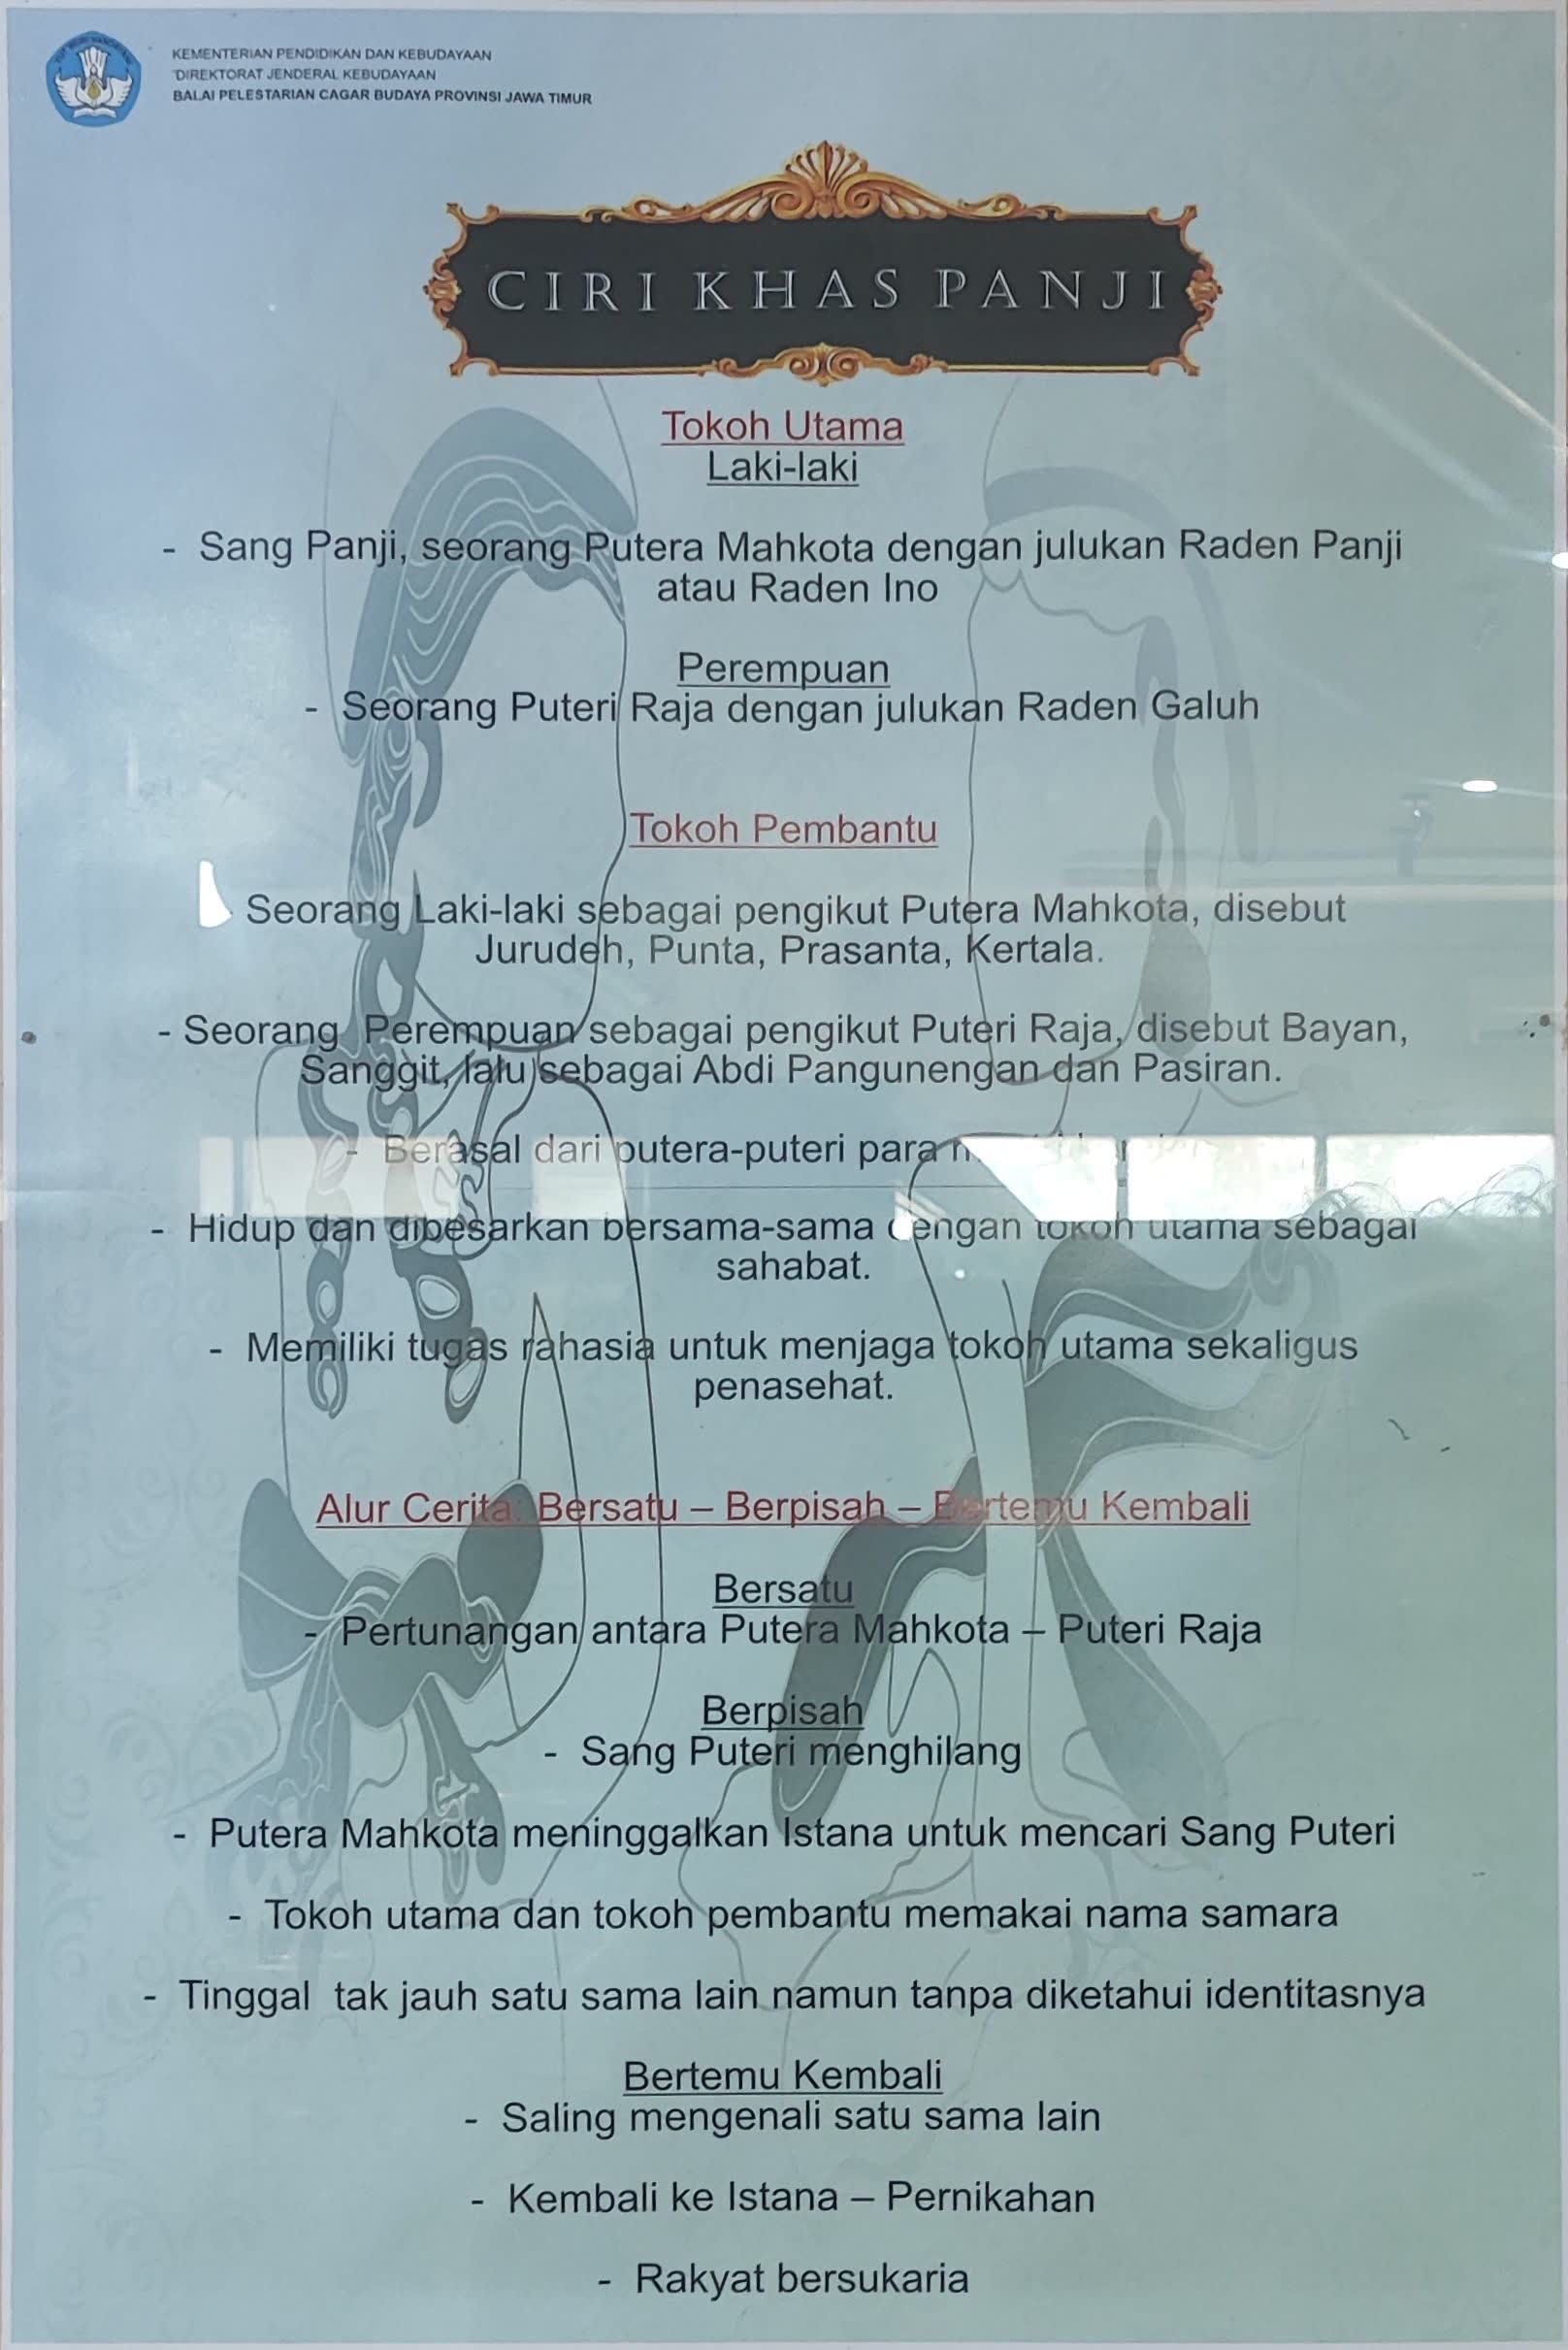 KEMENTERIAN PENDIDIKAN DAN KEBUDAYAAN
DIREKTORAT JENDERAL KEBUDAYAAN
BALAI PELESTARIAN CAGAR BUDAYA PROVINSI JAWA TIMUR
CIRI KHAS PANJI
Tokoh Utama
Laki-laki
- Sang Panji, seorang Putera Mahkota dengan julukan Raden Panji
atau Raden Ino
Perempuan
- Seorang Puteri Raja dengan julukan Raden Galuh
Tokoh Pembantu
Seorang Laki-laki sebagai pengikut Putera Mahkota, disebut
Jurudeh, Punta, Prasanta, Kertala.
- Seorang Perempuan sebagai pengikut Puteri Raja, disebut Bayan,
Sanggit, lalu sebagai Abdi Pangunengan dan Pasiran.
- Berasal dari putera-puteri para
- Hidup dan dibesarkan bersama-sama dengan tokoh utama sebagai
sahabat.
- Memiliki tugas rahasia untuk menjaga tokoh utama sekaligus
penasehat.
Alur Cerita: Bersatu – Berpisah – Bertemu Kembali
Bersatu
- Pertunangan antara Putera Mahkota – Puteri Raja
Berpisah
- Sang Puteri menghilang
- Putera Mahkota meninggalkan Istana untuk mencari Sang Puteri
- Tokoh utama dan tokoh pembantu memakai nama samara
- Tinggal tak jauh satu sama lain namun tanpa diketahui identitasnya
Bertemu Kembali
- Saling mengenali satu sama lain
- Kembali ke Istana – Pernikahan
- Rakyat bersukaria